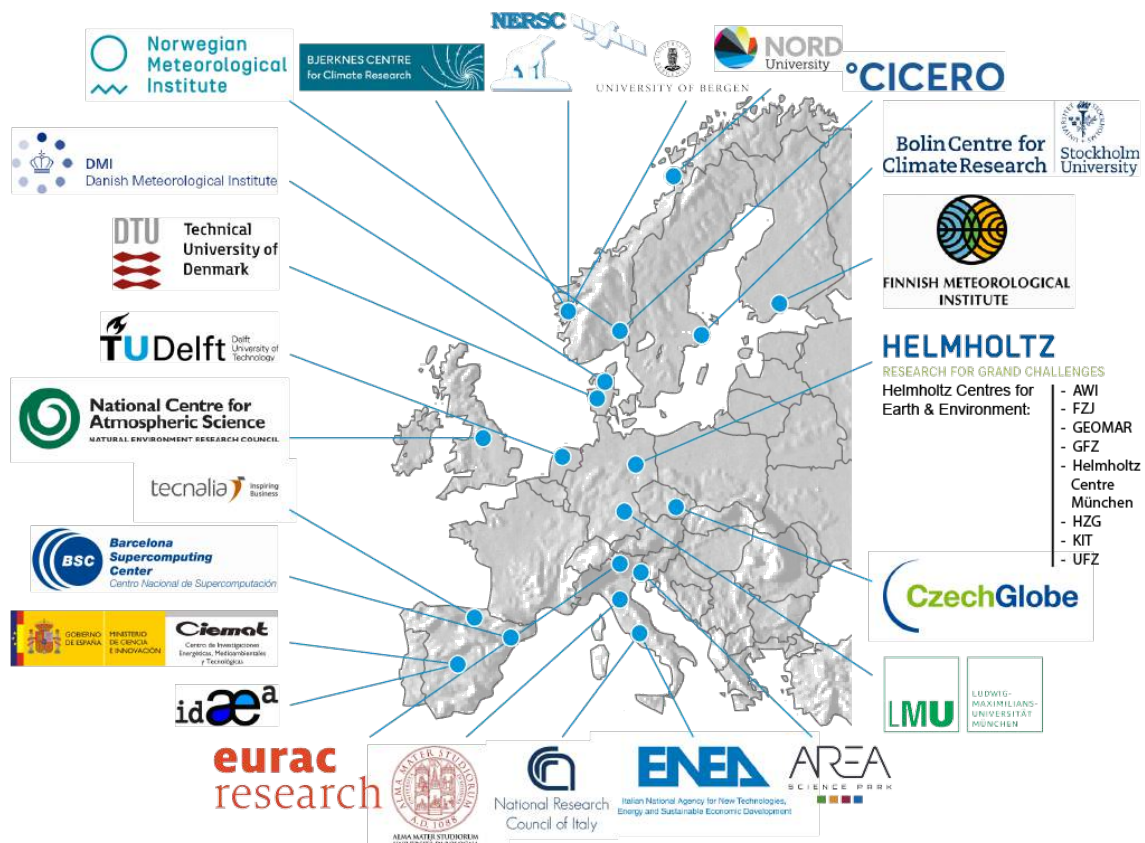 Norwegian
Meteorological
Institute
BJERKNES CENTRE
for Climate Research
NERSC
UNIVERSITY OF BERGEN
NORD
University
°CICERO
DMI
Danish Meteorological Institute
Bolin Centre for
Climate Research
Stockholm
University
DTU
Technical
University of
Denmark
FINNISH METEOROLOGICAL
INSTITUTE
TUDelft
Delft
University of
Technology
HELMHOLTZ
RESEARCH FOR GRAND CHALLENGES
Helmholtz Centres for
Earth & Environment:
- AWI
- FZJ
- GEOMAR
- GFZ
- Helmholtz
Centre
München
- HZG
- KIT
- UFZ
National Centre for
Atmospheric Science
NATURAL ENVIRONMENT RESEARCH COUNCIL
tecnalia
Inspiring
Business
BSC
Barcelona
Supercomputing
Center
Centro Nacional de Supercomputación
CzechGlobe
GOBIERNO
DE ESPAÑA
MINISTERIO
DE CIENCIA
E INNOVACIÓN
Ciemat
Centro de Investigaciones
Energéticas, Medioambientales
y Tecnológicas
idæa
LMU
LUDWIG-
MAXIMILIANS-
UNIVERSITÄT
MÜNCHEN
eurac
research
ALMA MATER STUDIORUM
A.D. 1088
ALMA MATER STUDIORUM
National Research
Council of Italy
ENEA
Italian National Agency for New Technologies,
Energy and Sustainable Economic Development
AREA
SCIENCE PARK